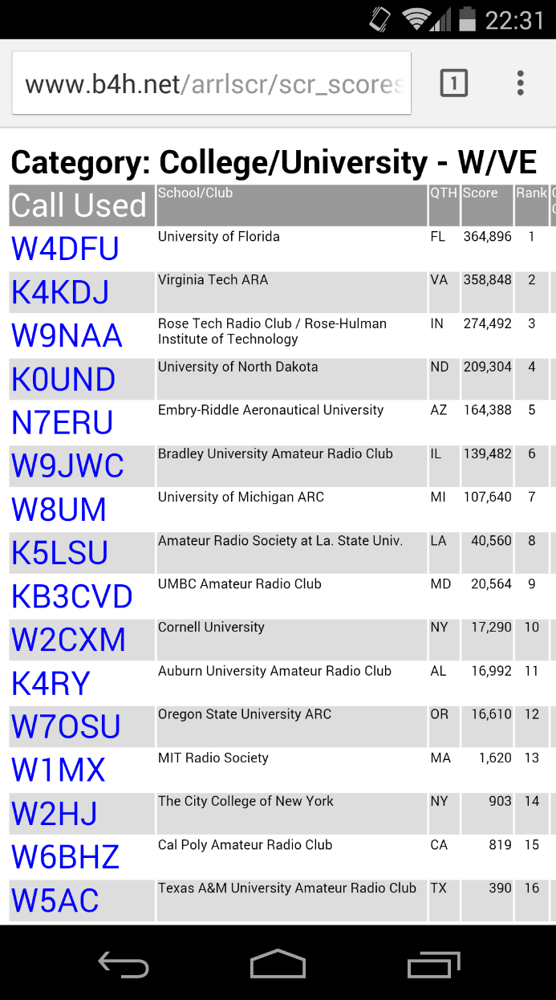 22:31
www.b4h.net/arrlscr/scr_scores
1
Category: College/University - W/VE
Call Used School/Club QTH Score Rank
W4DFU University of Florida FL 364,896 1
K4KDJ Virginia Tech ARA VA 358,848 2
W9NAA Rose Tech Radio Club / Rose-Hulman IN 274,492 3
Institute of Technology
K0UND University of North Dakota ND 209,304 4
N7ERU Embry-Riddle Aeronautical University AZ 164,388 5
W9JWC Bradley University Amateur Radio Club IL 139,482 6
W8UM University of Michigan ARC MI 107,640 7
K5LSU Amateur Radio Society at La. State Univ. LA 40,560 8
KB3CVD UMBC Amateur Radio Club MD 20,564 9
W2CXM Cornell University NY 17,290 10
K4RY Auburn University Amateur Radio Club AL 16,992 11
W7OSU Oregon State University ARC OR 16,610 12
W1MX MIT Radio Society MA 1,620 13
W2HJ The City College of New York NY 903 14
W6BHZ Cal Poly Amateur Radio Club CA 819 15
W5AC Texas A&M University Amateur Radio Club TX 390 16